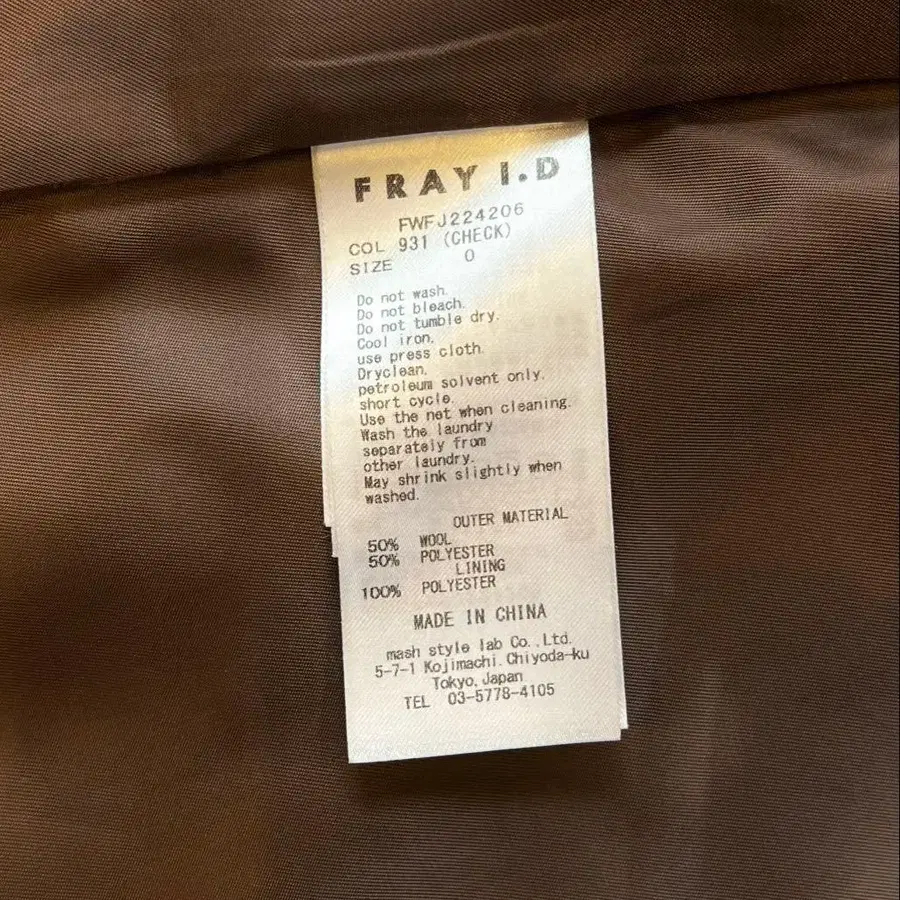 FRAY I.D
FWFJ224206
COL 931 (CHECK)
SIZE 0
Do not wash.
Do not bleach.
Do not tumble dry.
Cool iron.
use press cloth.
Dryclean.
petroleum solvent only.
short cycle.
Use the net when cleaning.
Wash the laundry
separately from
other laundry.
May shrink slightly when
washed.
OUTER MATERIAL
50% WOOL
50% POLYESTER
LINING
100% POLYESTER
MADE IN CHINA
mash style lab Co.,Ltd.
5-7-1 Kojimachi.Chiyoda-ku
Tokyo,Japan
TEL 03-5778-4105